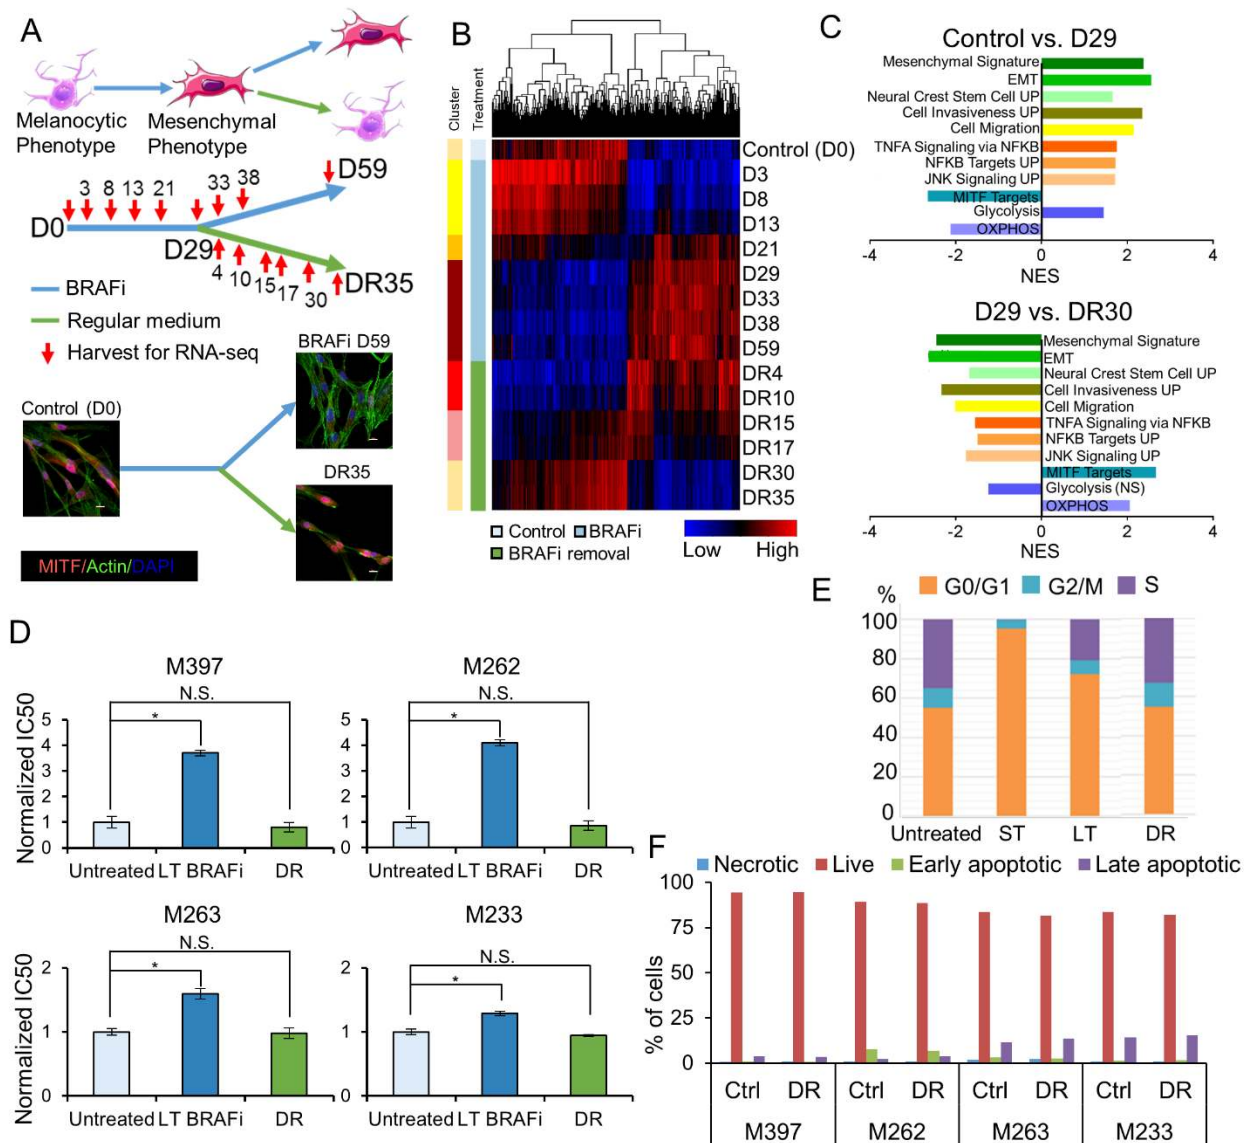 A
Melanocytic
Phenotype
Mesenchymal
Phenotype
D0
3
8
13
21
33
38
D59
D29
4
10
15
17
30
DR35
BRAFi
Regular medium
Harvest for RNA-seq
BRAFi D59
Control (D0)
DR35
MITF/Actin/DAPI
B
Cluster
Treatment
Control (D0)
D3
D8
D13
D21
D29
D33
D38
D59
DR4
DR10
DR15
DR17
DR30
DR35
Control
BRAFi
BRAFi removal
Low
High
C
Control vs. D29
Mesenchymal Signature
EMT
Neural Crest Stem Cell UP
Cell Invasiveness UP
Cell Migration
TNFA Signaling via NFKB
NFKB Targets UP
JNK Signaling UP
MITF Targets
Glycolysis
OXPHOS
-4 -2 0 2 4
NES
D29 vs. DR30
Mesenchymal Signature
EMT
Neural Crest Stem Cell UP
Cell Invasiveness UP
Cell Migration
TNFA Signaling via NFKB
NFKB Targets UP
JNK Signaling UP
MITF Targets
Glycolysis (NS)
OXPHOS
-4 -2 0 2 4
NES
D
M397
N.S.
*
Normalized IC50
5
4
3
2
1
0
Untreated LT BRAFi DR
M262
N.S.
*
5
4
3
2
1
0
Untreated LT BRAFi DR
M263
N.S.
*
Normalized IC50
2
1
0
Untreated LT BRAFi DR
M233
N.S.
*
2
1
0
Untreated LT BRAFi DR
E
% G0/G1 G2/M S
100
80
60
40
20
0
Untreated ST LT DR
F
Necrotic Live Early apoptotic Late apoptotic
% of cells
100
75
50
25
0
Ctrl DR Ctrl DR Ctrl DR Ctrl DR
M397 M262 M263 M233